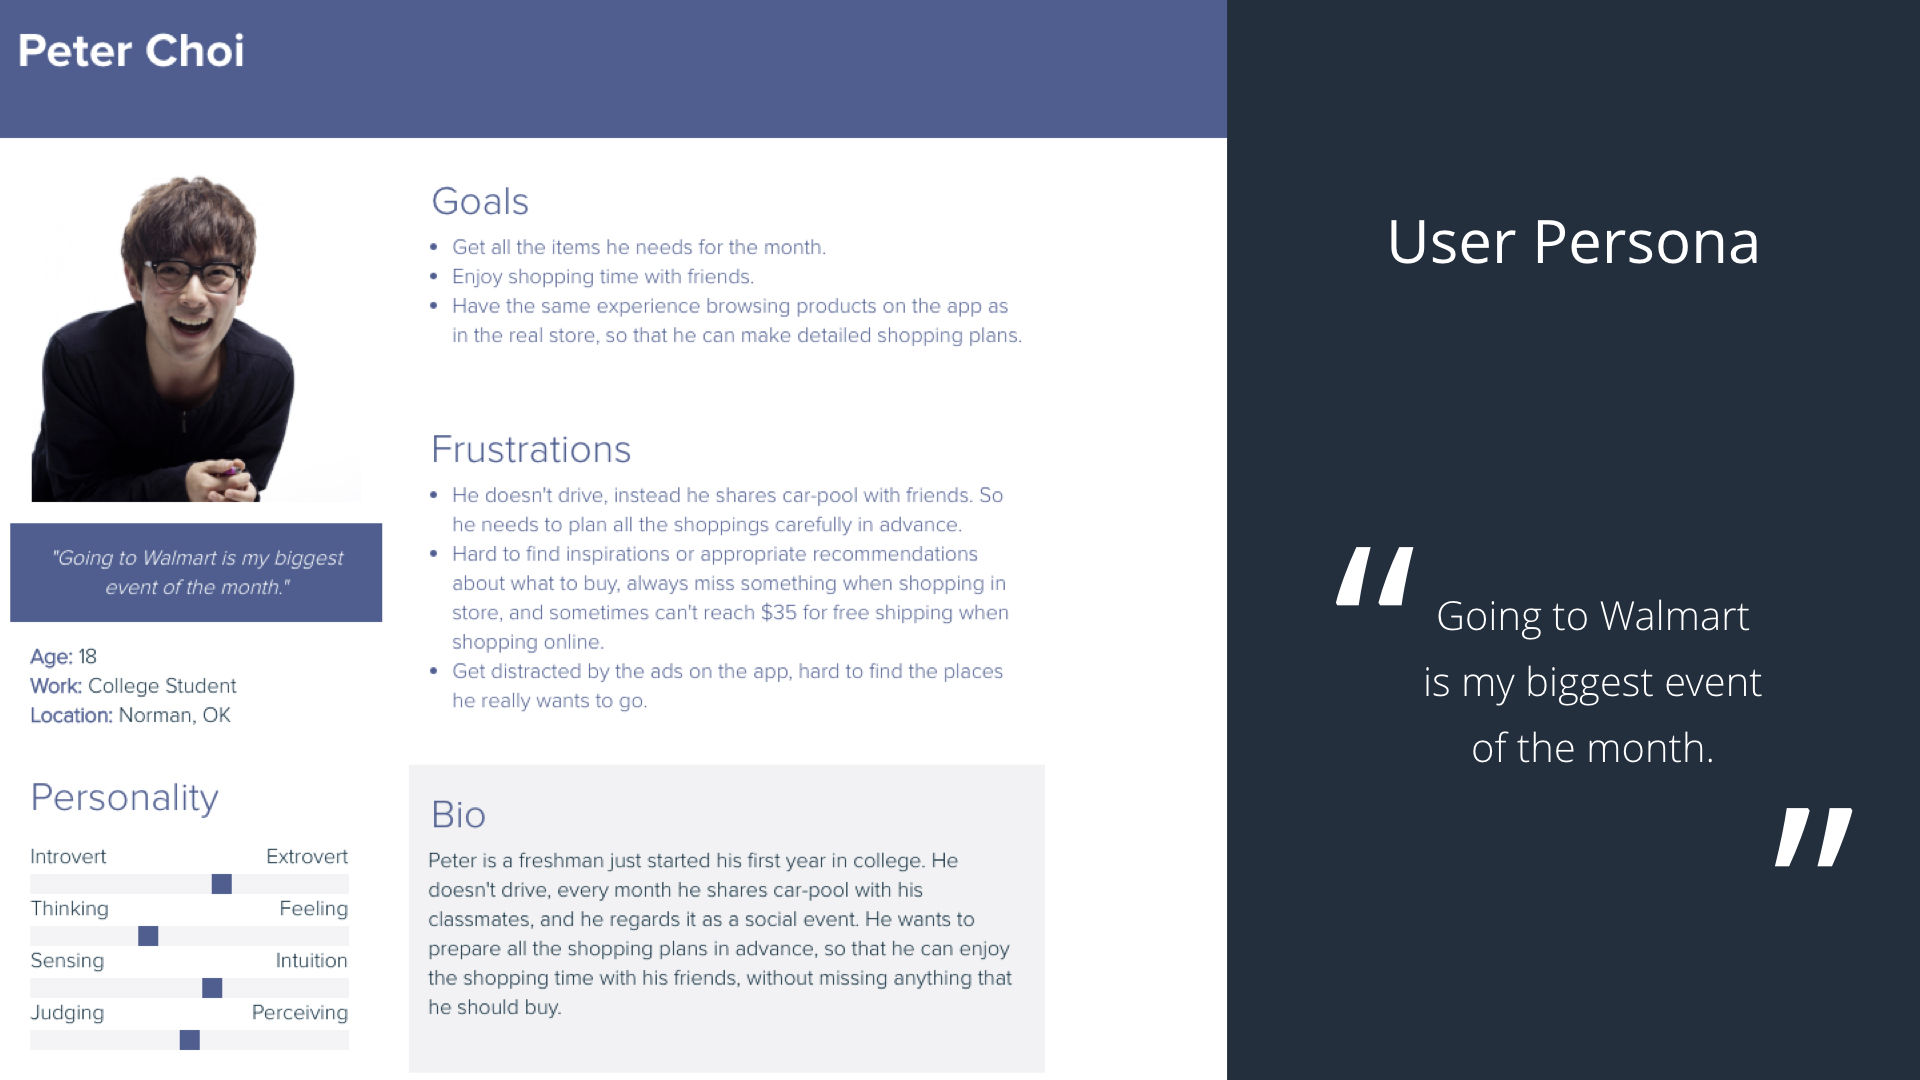 Peter Choi
"Going to Walmart is my biggest
event of the month."
Age: 18
Work: College Student
Location: Norman, OK
Personality
Introvert Extrovert
Thinking Feeling
Sensing Intuition
Judging Perceiving
Goals
• Get all the items he needs for the month.
• Enjoy shopping time with friends.
• Have the same experience browsing products on the app as
in the real store, so that he can make detailed shopping plans.
Frustrations
• He doesn't drive, instead he shares car-pool with friends. So
he needs to plan all the shoppings carefully in advance.
• Hard to find inspirations or appropriate recommendations
about what to buy, always miss something when shopping in
store, and sometimes can't reach $35 for free shipping when
shopping online.
• Get distracted by the ads on the app, hard to find the places
he really wants to go.
Bio
Peter is a freshman just started his first year in college. He
doesn't drive, every month he shares car-pool with his
classmates, and he regards it as a social event. He wants to
prepare all the shopping plans in advance, so that he can enjoy
the shopping time with his friends, without missing anything that
he should buy.
User Persona
“ Going to Walmart
is my biggest event
of the month.
”